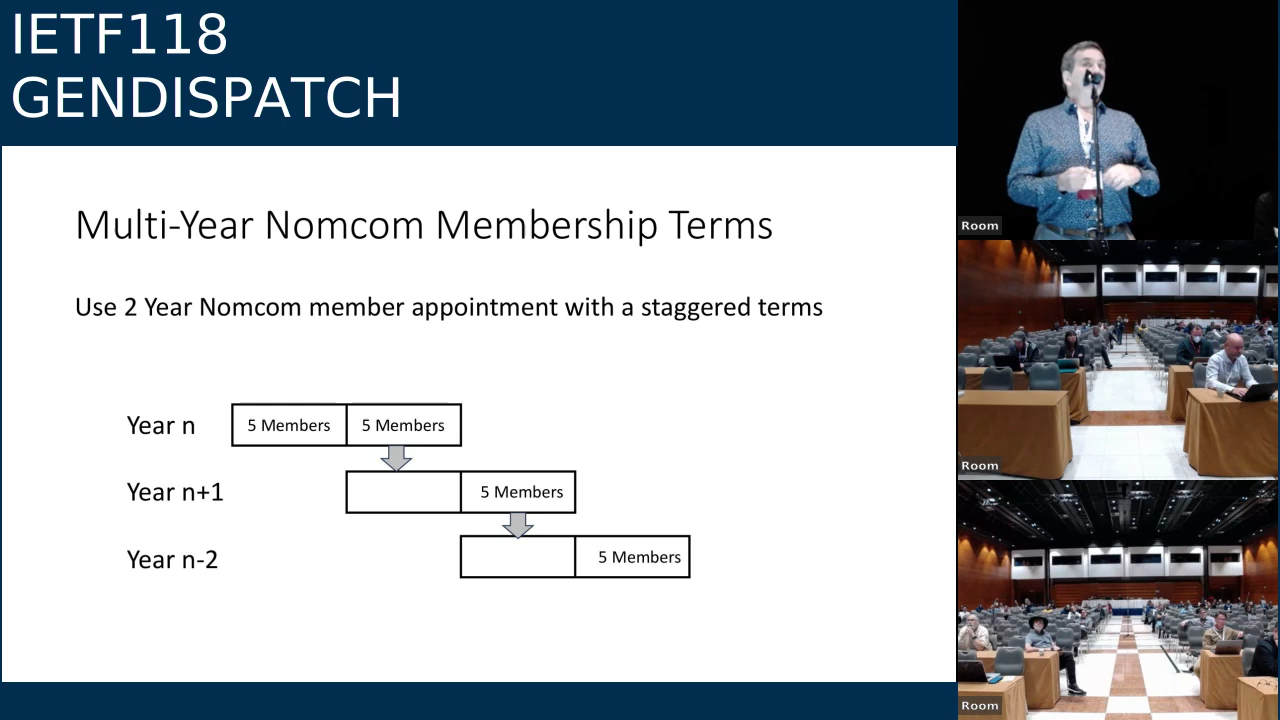 IETF118
GENDISPATCH
Multi-Year Nomcom Membership Terms
Use 2 Year Nomcom member appointment with a staggered terms
Year n
5 Members
5 Members
Year n+1
5 Members
Year n-2
5 Members
Room
Room
Room